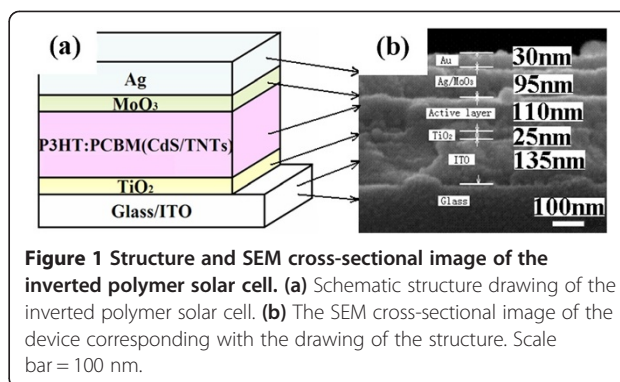 (a)
Ag
MoO₃
P3HT:PCBM(CdS/TNTs)
TiO₂
Glass/ITO
(b)
Au 30nm
Ag/MoO₃ 95nm
Active layer 110nm
TiO₂ 25nm
ITO 135nm
Glass
100nm
Figure 1 Structure and SEM cross-sectional image of the
inverted polymer solar cell. (a) Schematic structure drawing of the
inverted polymer solar cell. (b) The SEM cross-sectional image of the
device corresponding with the drawing of the structure. Scale
bar = 100 nm.